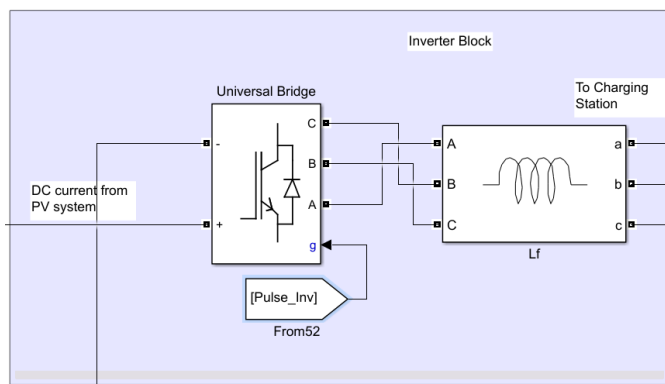 Inverter Block
Universal Bridge
To Charging
Station
C
-
A
a
DC current from
PV system
B
B
b
A
+
C
c
g
Lf
[Pulse_Inv]
From52